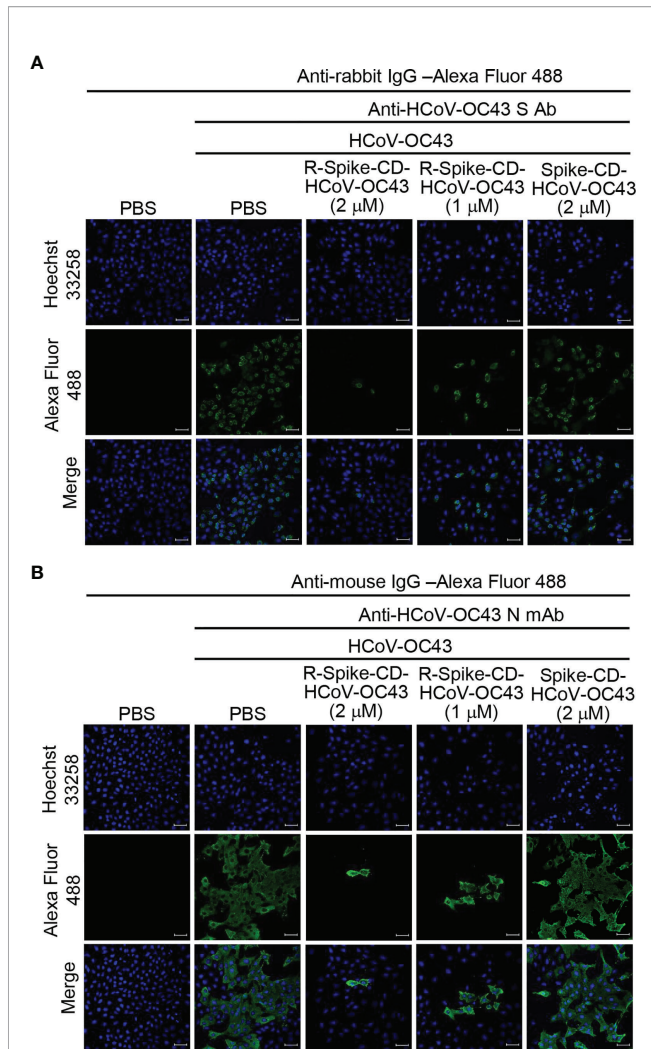 A
Anti-rabbit IgG –Alexa Fluor 488
Anti-HCoV-OC43 S Ab
HCoV-OC43
PBS
PBS
R-Spike-CD-
HCoV-OC43
(2 μM)
R-Spike-CD-
HCoV-OC43
(1 μM)
Spike-CD-
HCoV-OC43
(2 μM)
Hoechst
33258
Alexa Fluor
488
Merge
B
Anti-mouse IgG –Alexa Fluor 488
Anti-HCoV-OC43 N mAb
HCoV-OC43
PBS
PBS
R-Spike-CD-
HCoV-OC43
(2 μM)
R-Spike-CD-
HCoV-OC43
(1 μM)
Spike-CD-
HCoV-OC43
(2 μM)
Hoechst
33258
Alexa Fluor
488
Merge